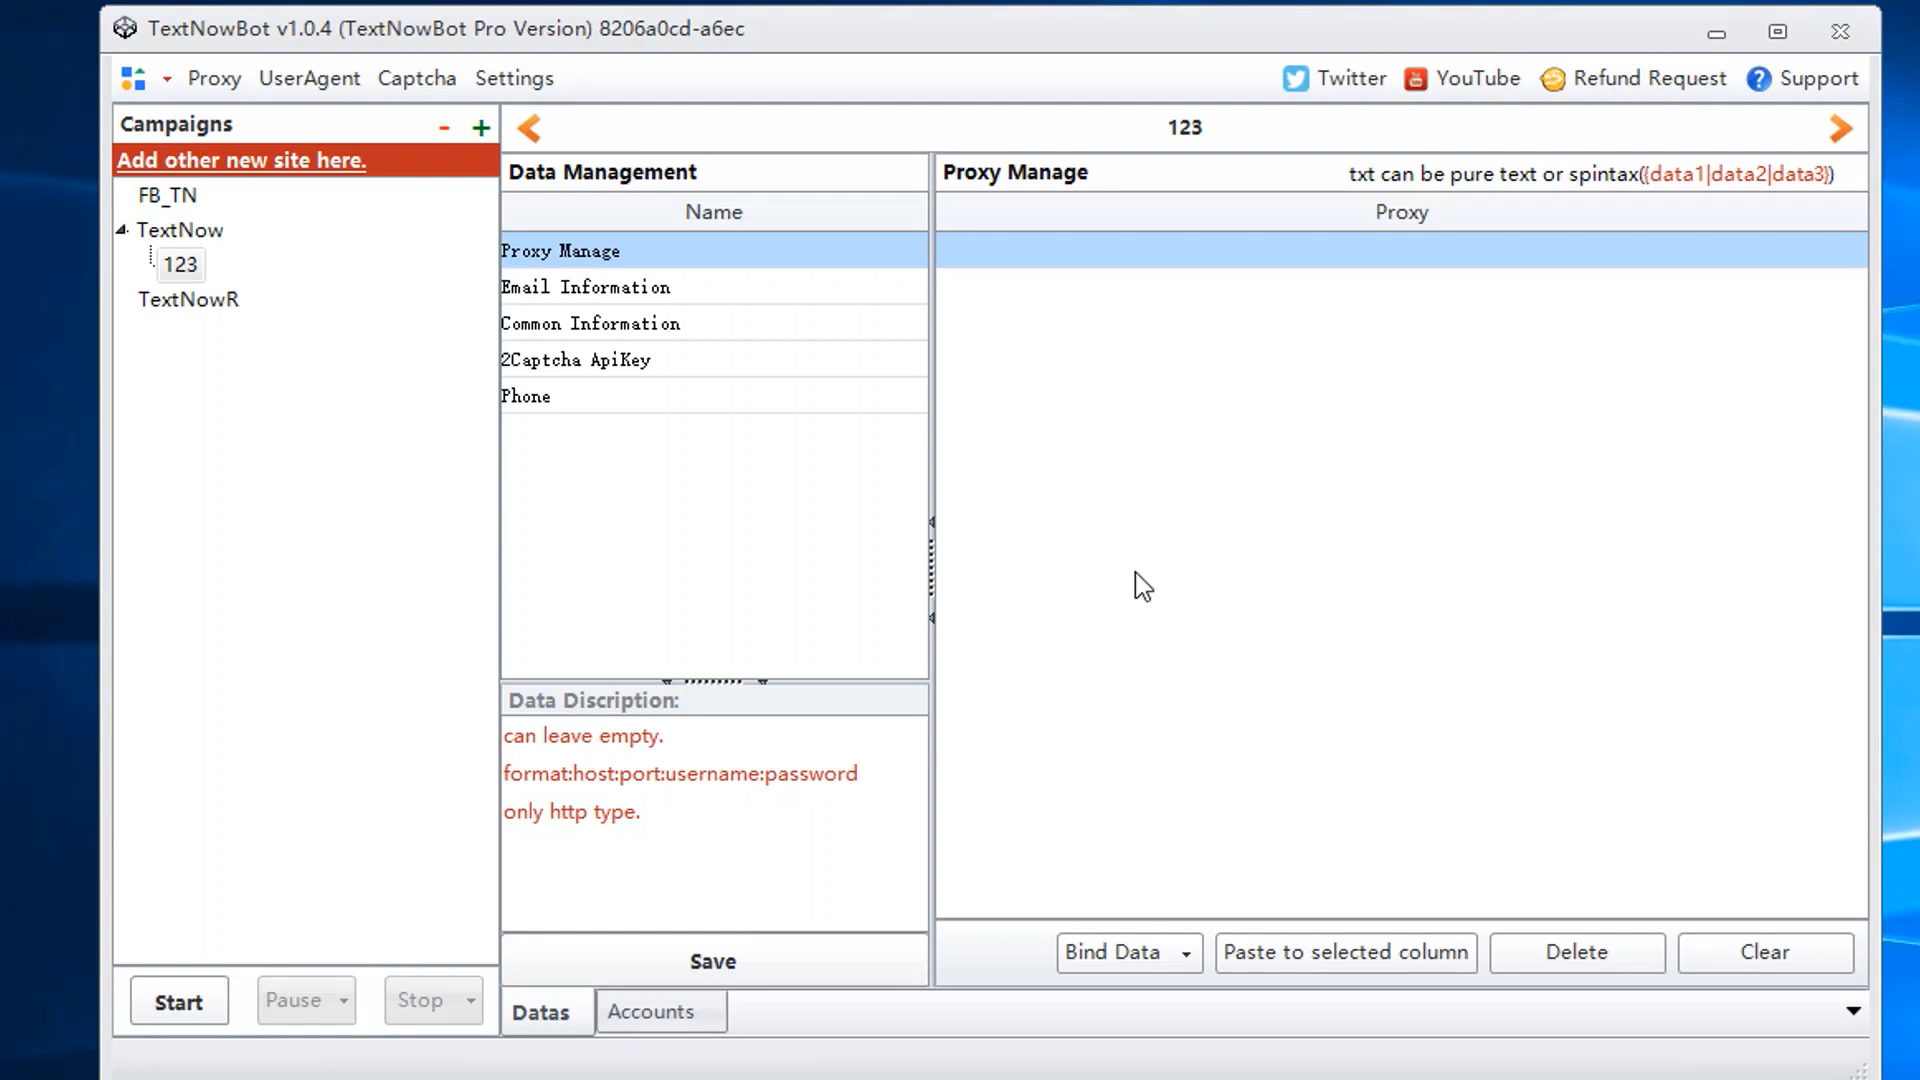 TextNowBot v1.0.4 (TextNowBot Pro Version) 8206a0cd-a6ec
Proxy UserAgent Captcha Settings Twitter YouTube Refund Request Support
Campaigns - +
Add other new site here.
FB_TN
TextNow
123
TextNowR
Start Pause Stop
123
Data Management
Name
Proxy Manage
Email Information
Common Information
2Captcha ApiKey
Phone
Data Discription:
can leave empty.
format:host:port:username:password
only http type.
Save
Proxy Manage txt can be pure text or spintax({data1|data2|data3})
Proxy
Bind Data Paste to selected column Delete Clear
Datas Accounts